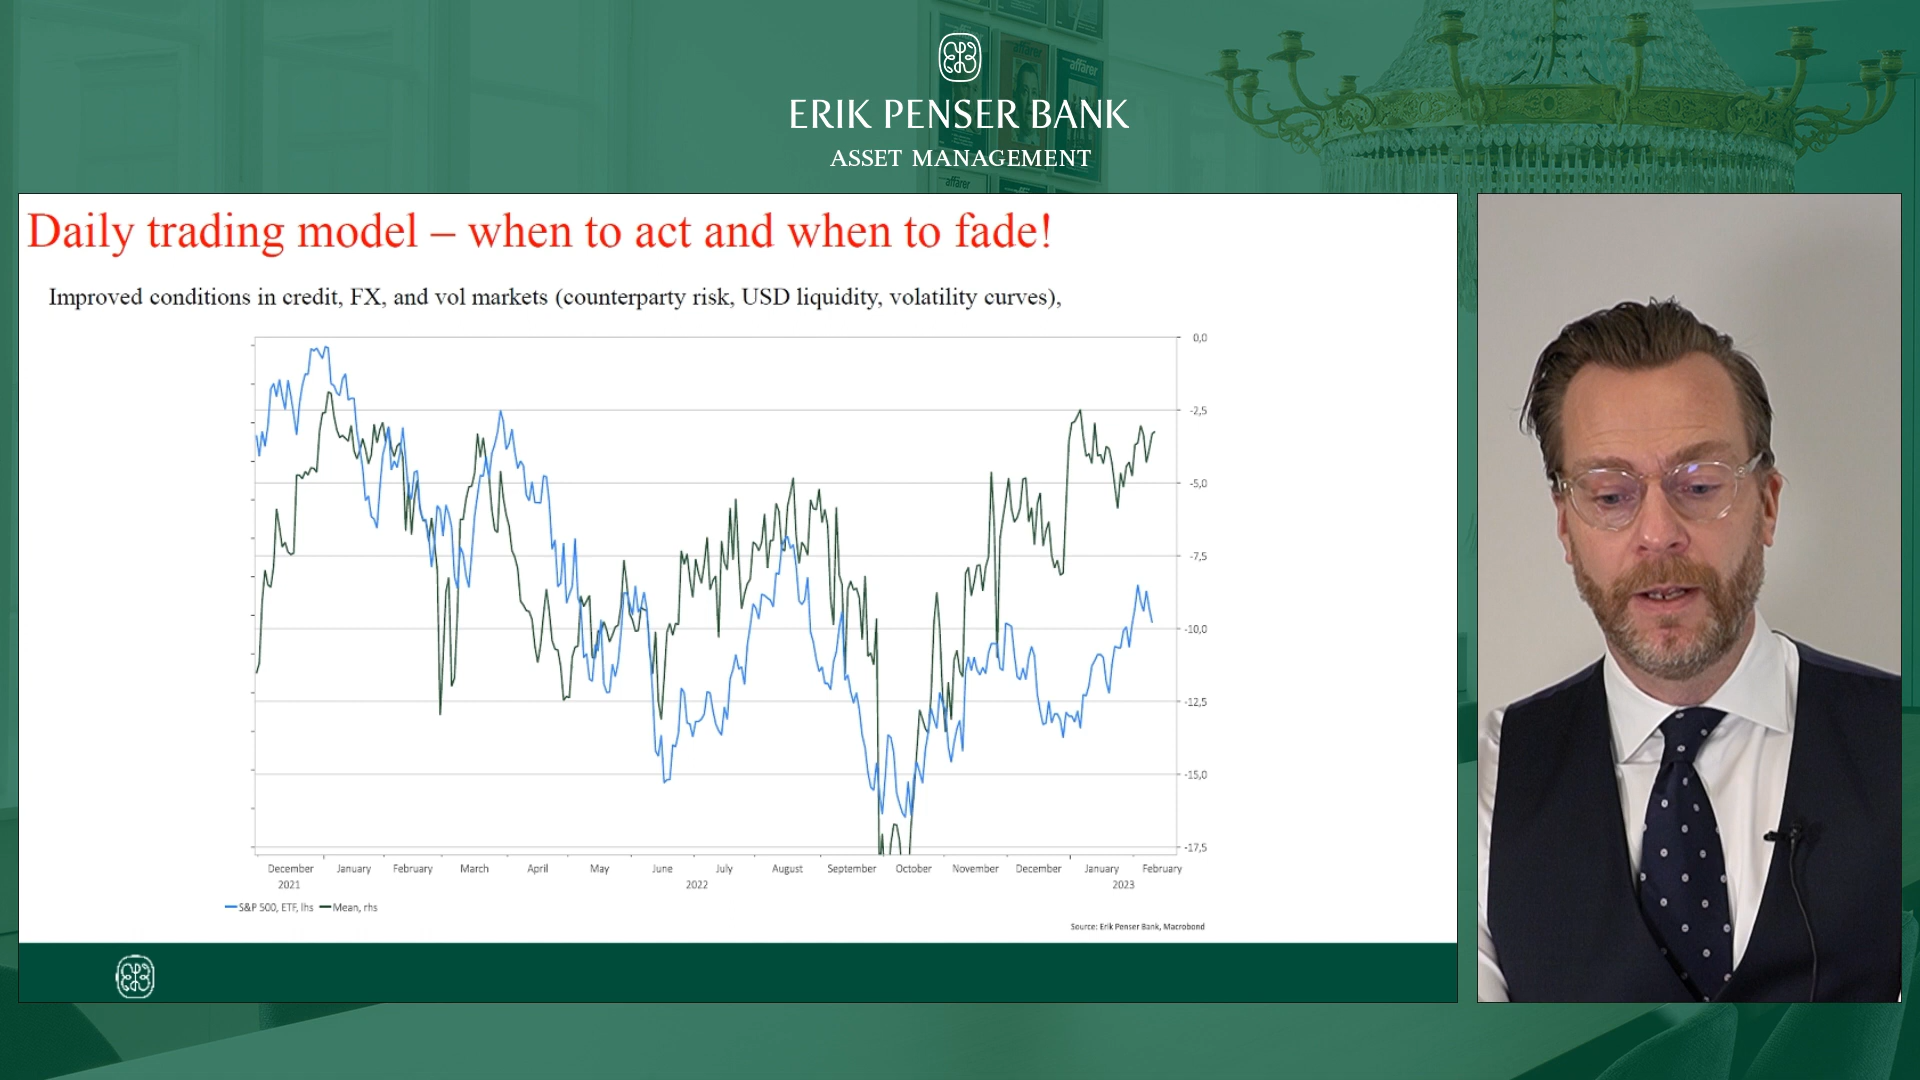 affärer
affärer
affärer
ERIK PENSER BANK
ASSET MANAGEMENT
Daily trading model – when to act and when to fade!
Improved conditions in credit, FX, and vol markets (counterparty risk, USD liquidity, volatility curves),
0,0
-2,5
-5,0
-7,5
-10,0
-12,5
-15,0
-17,5
December January February March April May June July August September October November December January February
2021 2022 2023
S&P 500, ETF, lhs Mean, rhs
Source: Erik Penser Bank, Macrobond